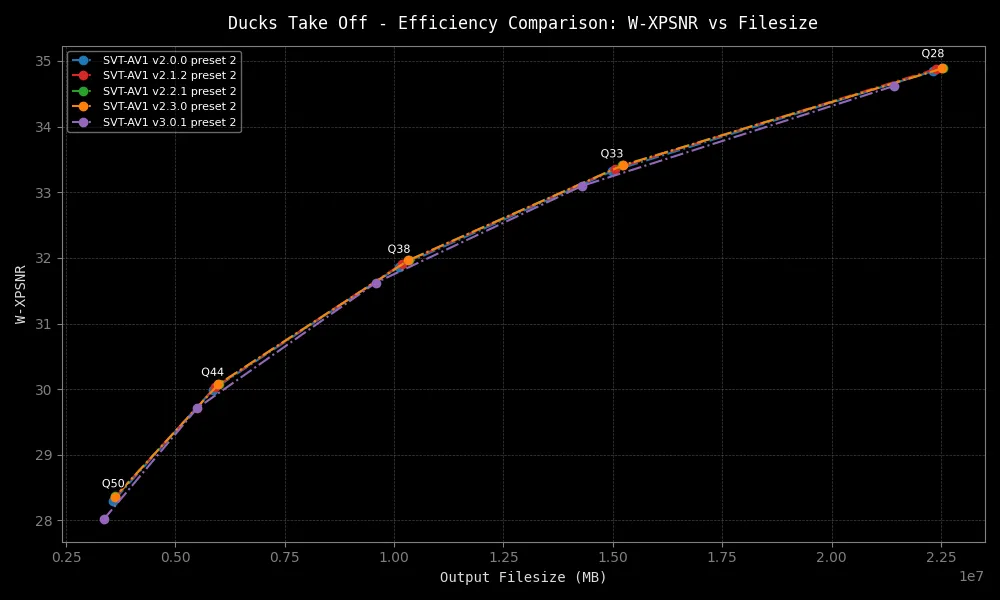 Ducks Take Off - Efficiency Comparison: W-XPSNR vs Filesize
SVT-AV1 v2.0.0 preset 2
SVT-AV1 v2.1.2 preset 2
SVT-AV1 v2.2.1 preset 2
SVT-AV1 v2.3.0 preset 2
SVT-AV1 v3.0.1 preset 2
Q28
Q33
Q38
Q44
Q50
35
34
33
32
31
30
29
28
W-XPSNR
0.25 0.50 0.75 1.00 1.25 1.50 1.75 2.00 2.25
1e7
Output Filesize (MB)